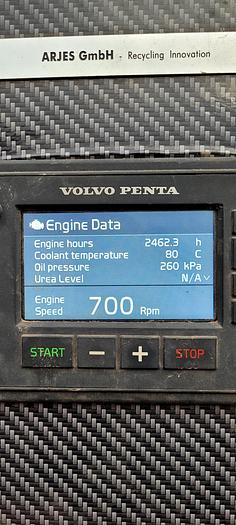 ARJES GmbH - Recycling Innovation
VOLVO PENTA
Engine Data
Engine hours 2462.3 h
Coolant temperature 80 C
Oil pressure 260 kPa
Urea Level N/A
Engine Speed 700 Rpm
START - + STOP